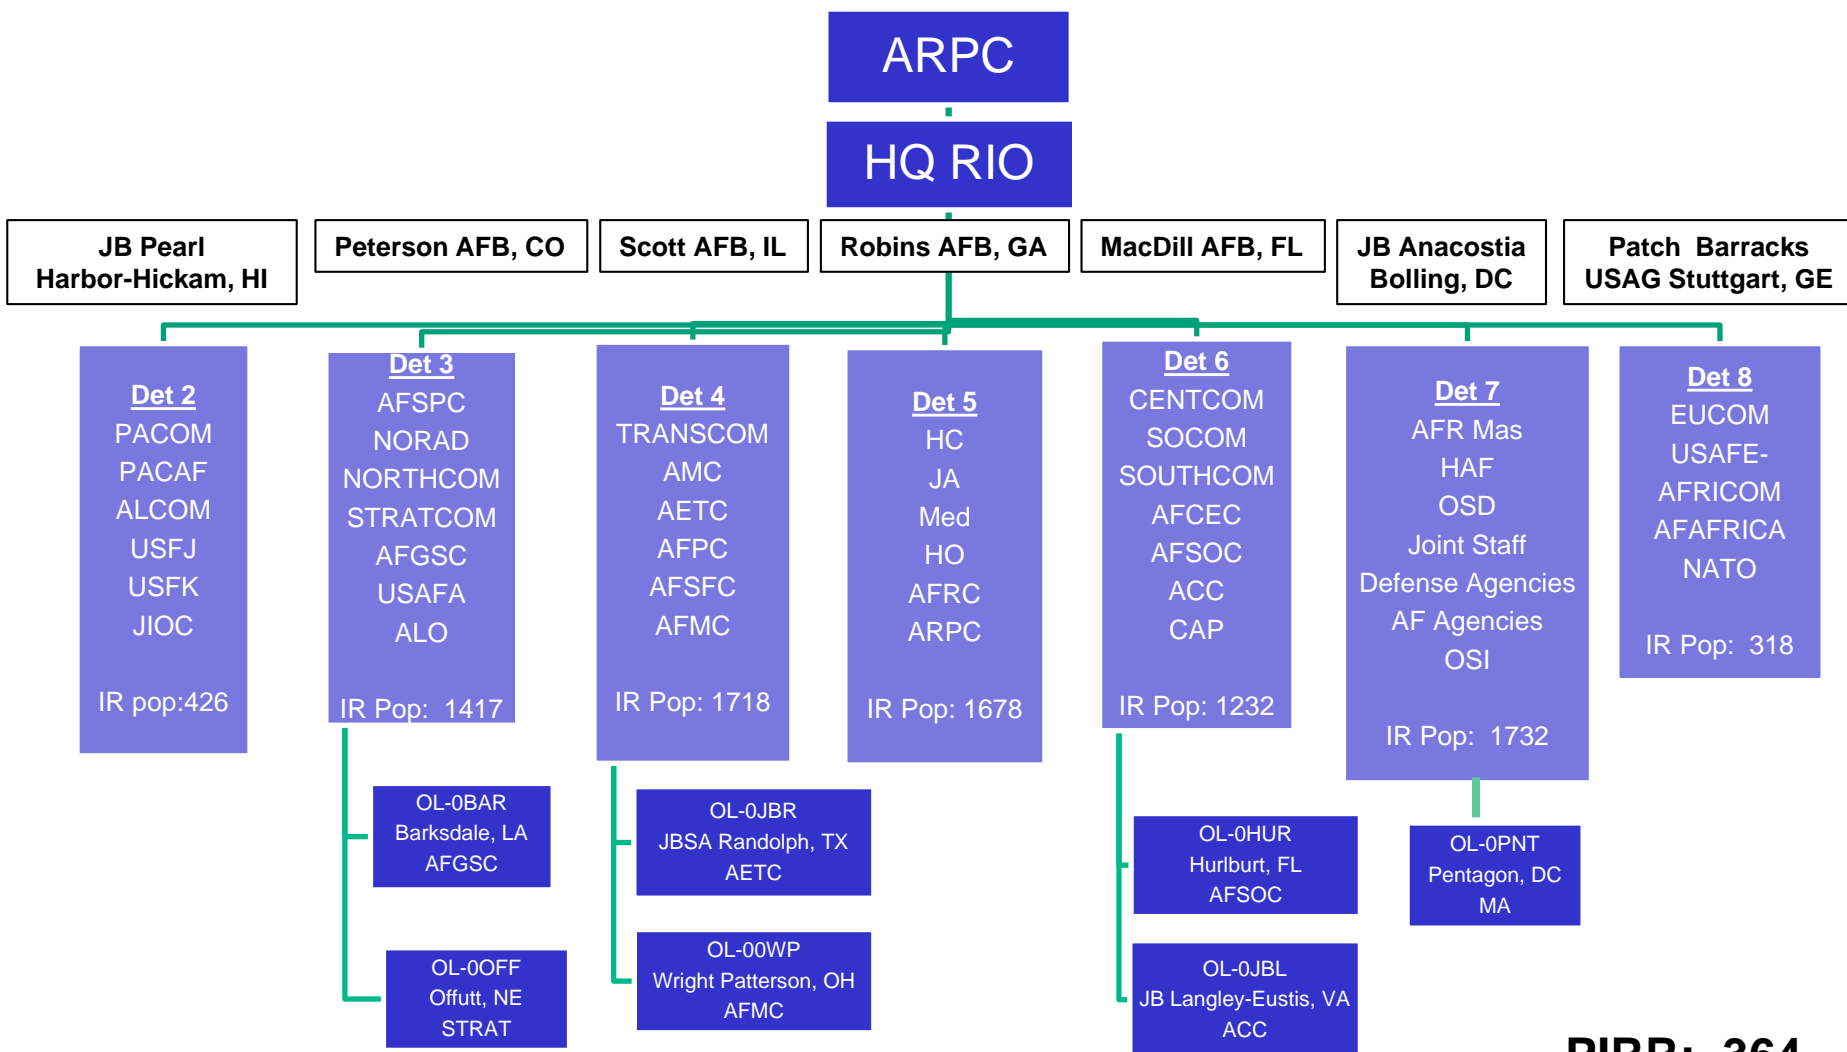 ARPC
HQ RIO
JB Pearl
Harbor-Hickam, HI
Peterson AFB, CO
Scott AFB, IL
Robins AFB, GA
MacDill AFB, FL
JB Anacostia
Bolling, DC
Patch Barracks
USAG Stuttgart, GE
Det 2
PACOM
PACAF
ALCOM
USFJ
USFK
JIOC
IR pop:426
Det 3
AFSPC
NORAD
NORTHCOM
STRATCOM
AFGSC
USAFA
ALO
IR Pop: 1417
Det 4
TRANSCOM
AMC
AETC
AFPC
AFSFC
AFMC
IR Pop: 1718
Det 5
HC
JA
Med
HO
AFRC
ARPC
IR Pop: 1678
Det 6
CENTCOM
SOCOM
SOUTHCOM
AFCEC
AFSOC
ACC
CAP
IR Pop: 1232
Det 7
AFR Mas
HAF
OSD
Joint Staff
Defense Agencies
AF Agencies
OSI
IR Pop: 1732
Det 8
EUCOM
USAFE-
AFRICOM
AFAFRICA
NATO
IR Pop: 318
OL-0BAR
Barksdale, LA
AFGSC
OL-0OFF
Offutt, NE
STRAT
OL-0JBR
JBSA Randolph, TX
AETC
OL-00WP
Wright Patterson, OH
AFMC
OL-0HUR
Hurlburt, FL
AFSOC
OL-0JBL
JB Langley-Eustis, VA
ACC
OL-0PNT
Pentagon, DC
MA